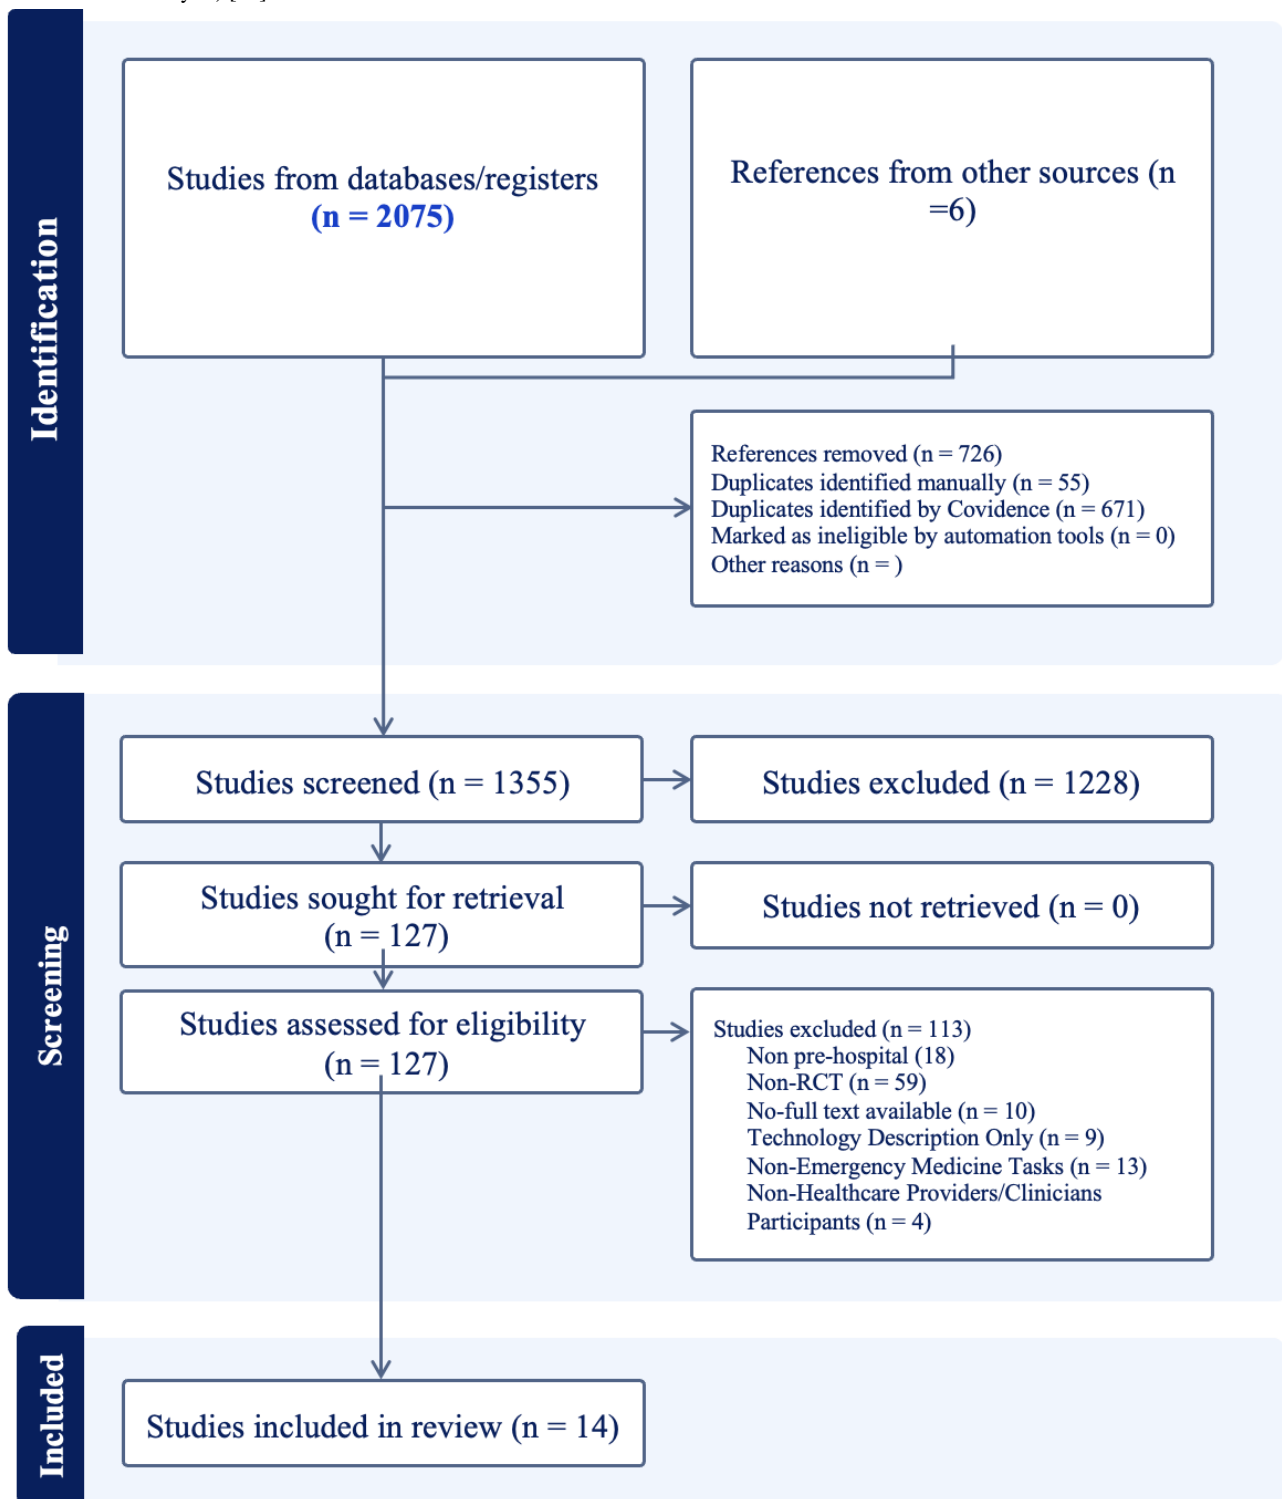 Identification
Studies from databases/registers
(n = 2075)
References from other sources (n
=6)
References removed (n = 726)
Duplicates identified manually (n = 55)
Duplicates identified by Covidence (n = 671)
Marked as ineligible by automation tools (n = 0)
Other reasons (n = )
Screening
Studies screened (n = 1355)
Studies excluded (n = 1228)
Studies sought for retrieval
(n = 127)
Studies not retrieved (n = 0)
Studies assessed for eligibility
(n = 127)
Studies excluded (n = 113)
Non pre-hospital (18)
Non-RCT (n = 59)
No-full text available (n = 10)
Technology Description Only (n = 9)
Non-Emergency Medicine Tasks (n = 13)
Non-Healthcare Providers/Clinicians
Participants (n = 4)
Included
Studies included in review (n = 14)